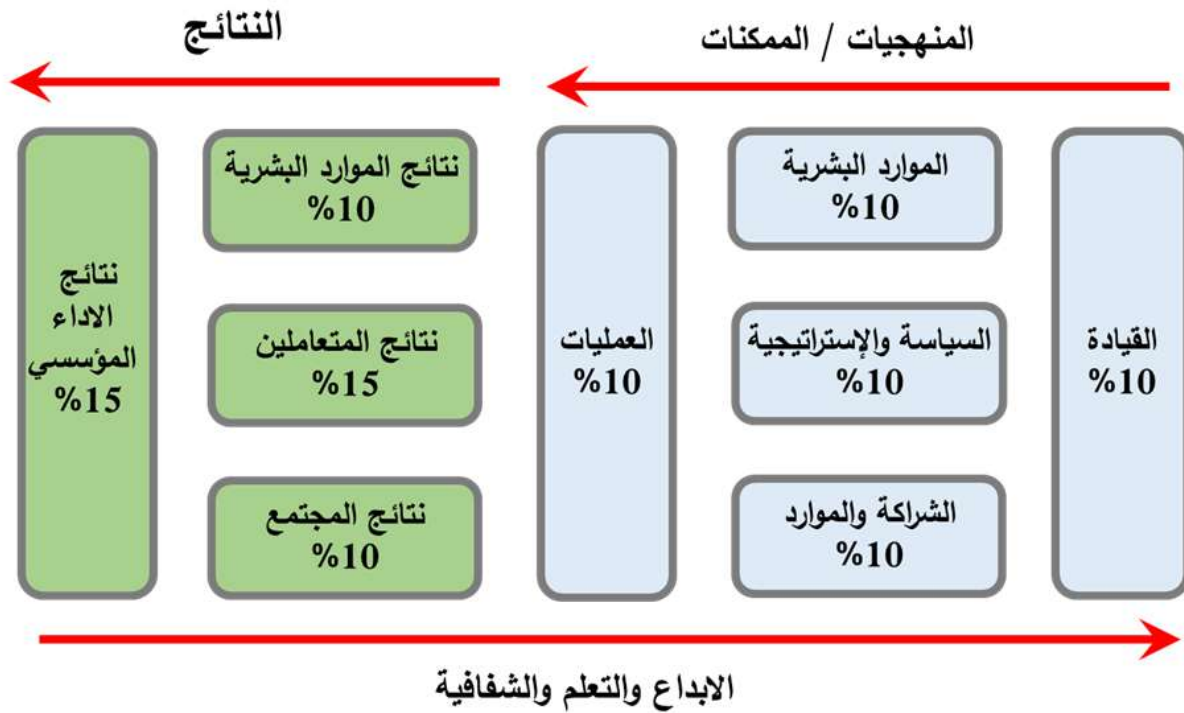 المنهجيات / الممكنات
النتائج
القيادة
%10
الموارد البشرية
%10
السياسة والإستراتيجية
%10
الشراكة والموارد
%10
العمليات
%10
نتائج الموارد البشرية
%10
نتائج المتعاملين
%15
نتائج المجتمع
%10
نتائج
الاداء
المؤسسي
%15
الابداع والتعلم والشفافية